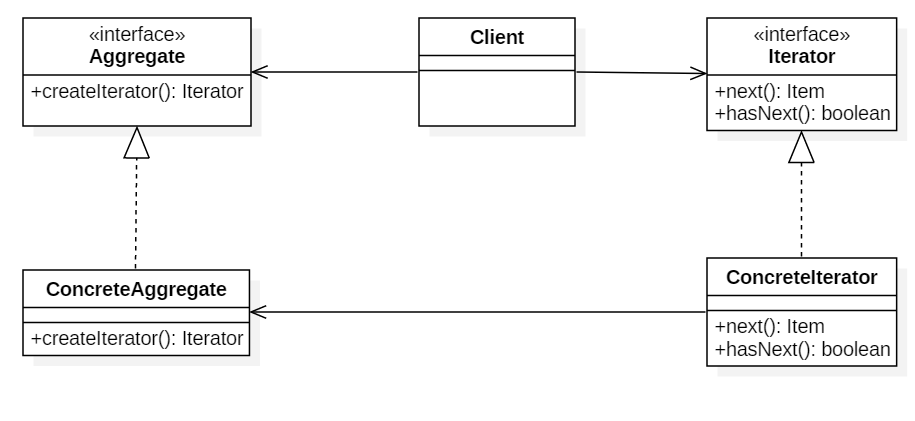 «interface»
Aggregate
+createIterator(): Iterator
Client
«interface»
Iterator
+next(): Item
+hasNext(): boolean
ConcreteAggregate
+createIterator(): Iterator
ConcreteIterator
+next(): Item
+hasNext(): boolean